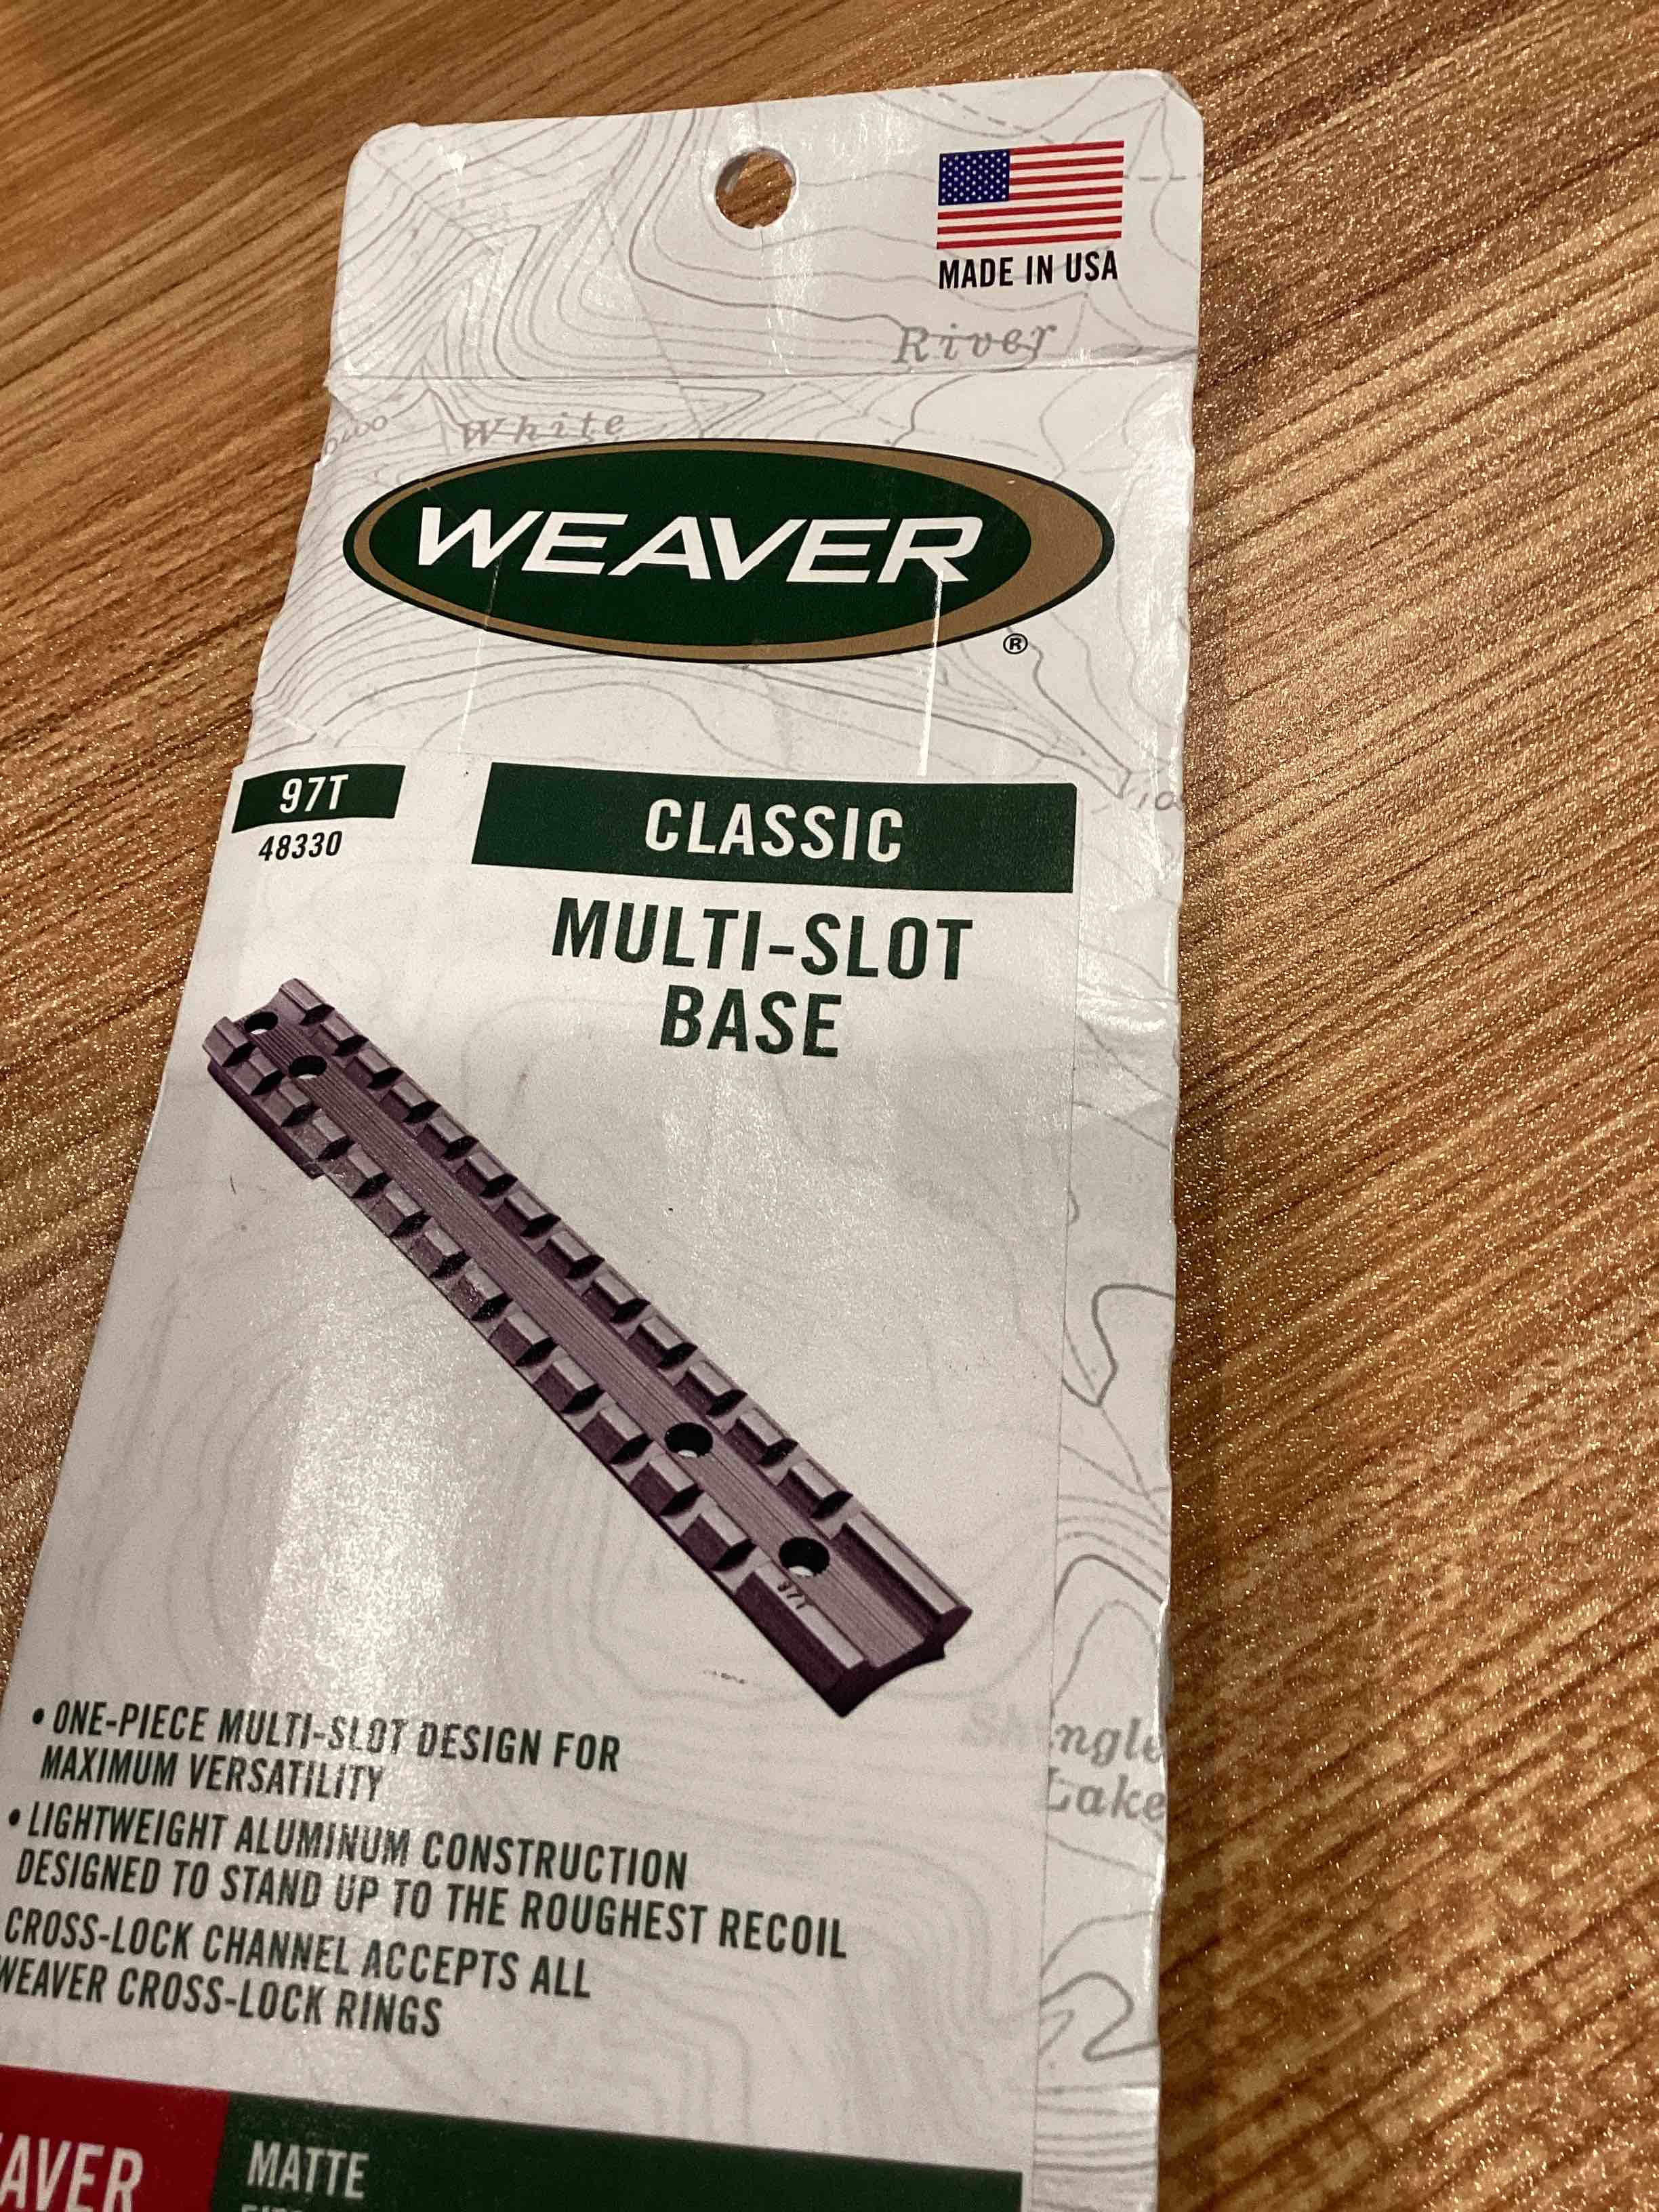 MADE IN USA
River
White
WEAVER
®
97T
48330
CLASSIC
MULTI-SLOT
BASE
97T
• ONE-PIECE MULTI-SLOT DESIGN FOR
MAXIMUM VERSATILITY
• LIGHTWEIGHT ALUMINUM CONSTRUCTION
DESIGNED TO STAND UP TO THE ROUGHEST RECOIL
CROSS-LOCK CHANNEL ACCEPTS ALL
WEAVER CROSS-LOCK RINGS
Lake
MATTE